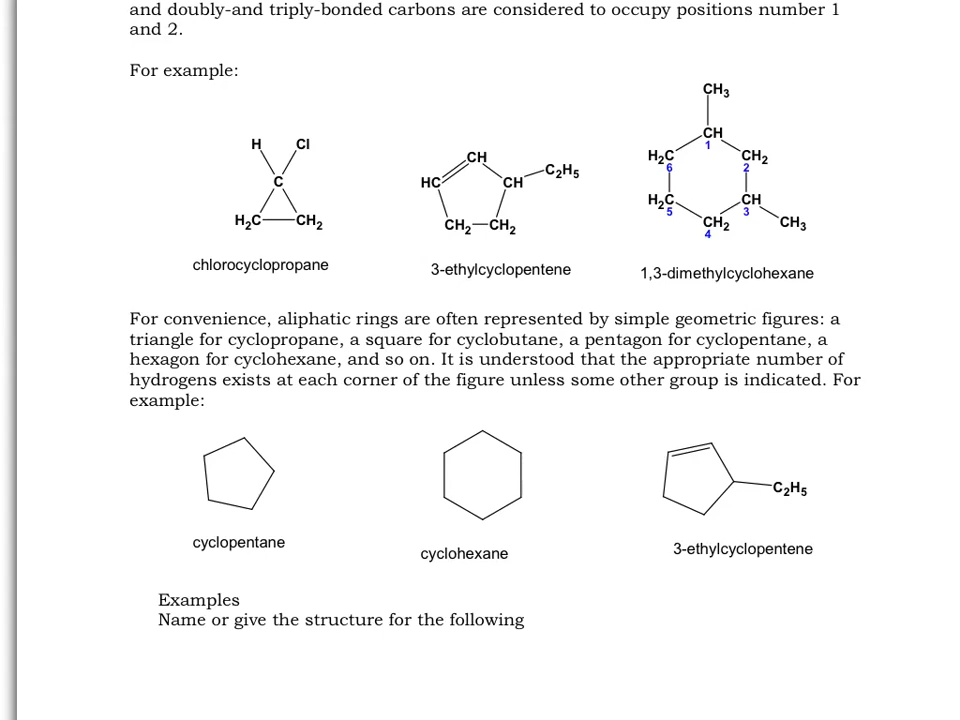 and doubly-and triply-bonded carbons are considered to occupy positions number 1
and 2.
For example:
H Cl
C
H₂C CH₂
chlorocyclopropane
CH
HC CH C₂H₅
CH₂ CH₂
3-ethylcyclopentene
CH₃
CH
1
H₂C CH₂
6 2
H₂C CH
5 3
CH₂ CH₃
4
1,3-dimethylcyclohexane
For convenience, aliphatic rings are often represented by simple geometric figures: a
triangle for cyclopropane, a square for cyclobutane, a pentagon for cyclopentane, a
hexagon for cyclohexane, and so on. It is understood that the appropriate number of
hydrogens exists at each corner of the figure unless some other group is indicated. For
example:
cyclopentane
cyclohexane
C₂H₅
3-ethylcyclopentene
Examples
Name or give the structure for the following